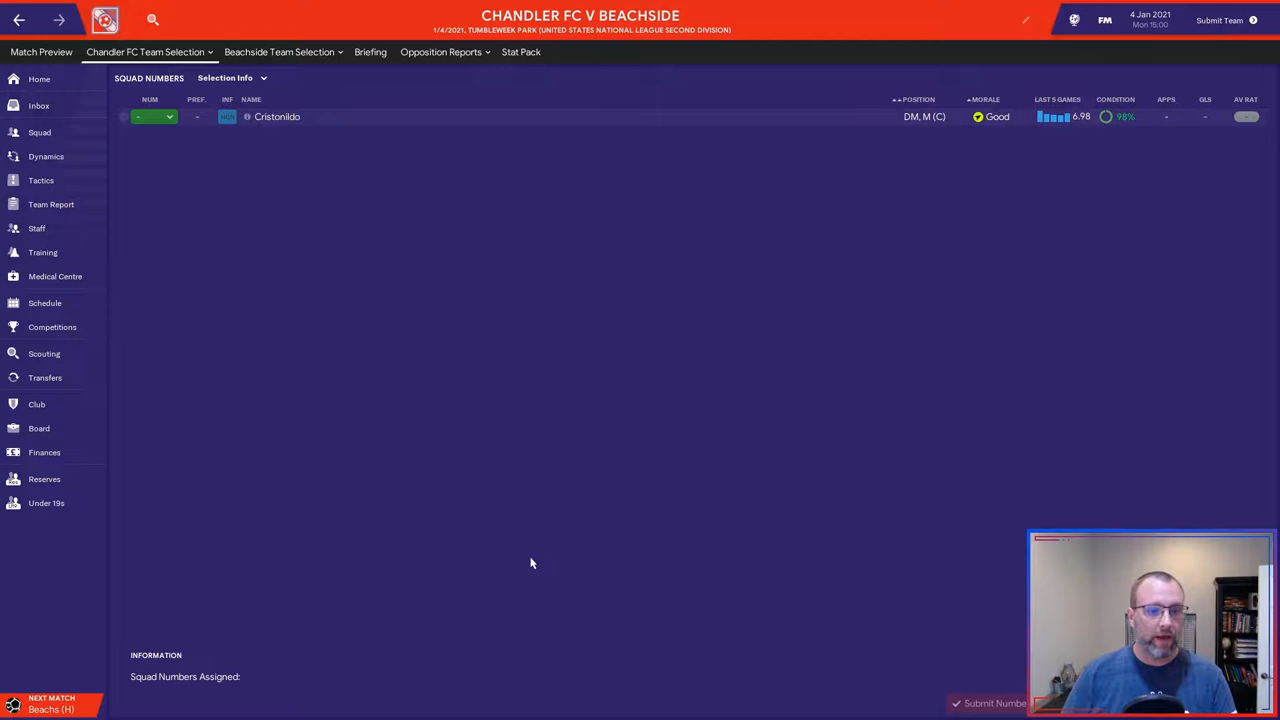 CHANDLER FC V BEACHSIDE
1/4/2021, TUMBLEWEEK PARK (UNITED STATES NATIONAL LEAGUE SECOND DIVISION)
FM
4 Jan 2021
Mon 15:00
Submit Team
Match Preview
Chandler FC Team Selection
Beachside Team Selection
Briefing
Opposition Reports
Stat Pack
Home
Inbox
Squad
Dynamics
Tactics
Team Report
Staff
Training
Medical Centre
Schedule
Competitions
Scouting
Transfers
Club
Board
Finances
Reserves
Under 19s
SQUAD NUMBERS Selection Info
NUM PREF. INF NAME POSITION MORALE LAST 5 GAMES CONDITION APPS GLS AV RAT
- - HGN Cristonildo DM, M (C) Good 6.98 98% - - -
INFORMATION
Squad Numbers Assigned:
Submit Numbe
NEXT MATCH
Beachs (H)